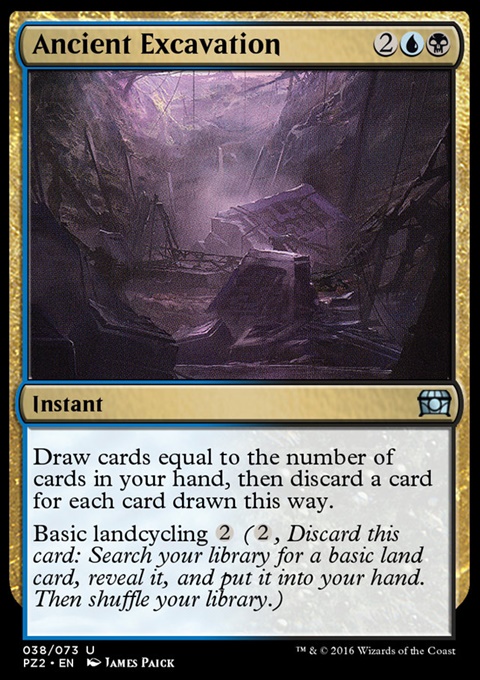 Ancient Excavation 2
Instant
Draw cards equal to the number of
cards in your hand, then discard a card
for each card drawn this way.
Basic landcycling 2 (2, Discard this
card: Search your library for a basic land
card, reveal it, and put it into your hand.
Then shuffle your library.)
038/073 U
PZ2 • EN James Paick
™ & © 2016 Wizards of the Coast